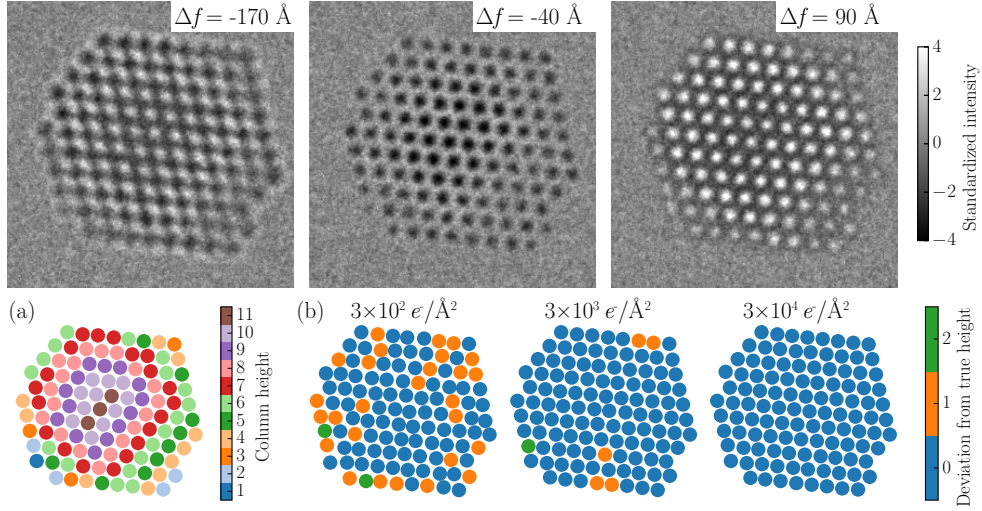 Δf = -170 Å
Δf = -40 Å
Δf = 90 Å
4
2
0
−2
−4
Standardized intensity
(a)
11
10
9
8
7
6
5
4
3
2
1
Column height
(b)
3×10² e⁻/Å²
3×10³ e⁻/Å²
3×10⁴ e⁻/Å²
2
1
0
Deviation from true height